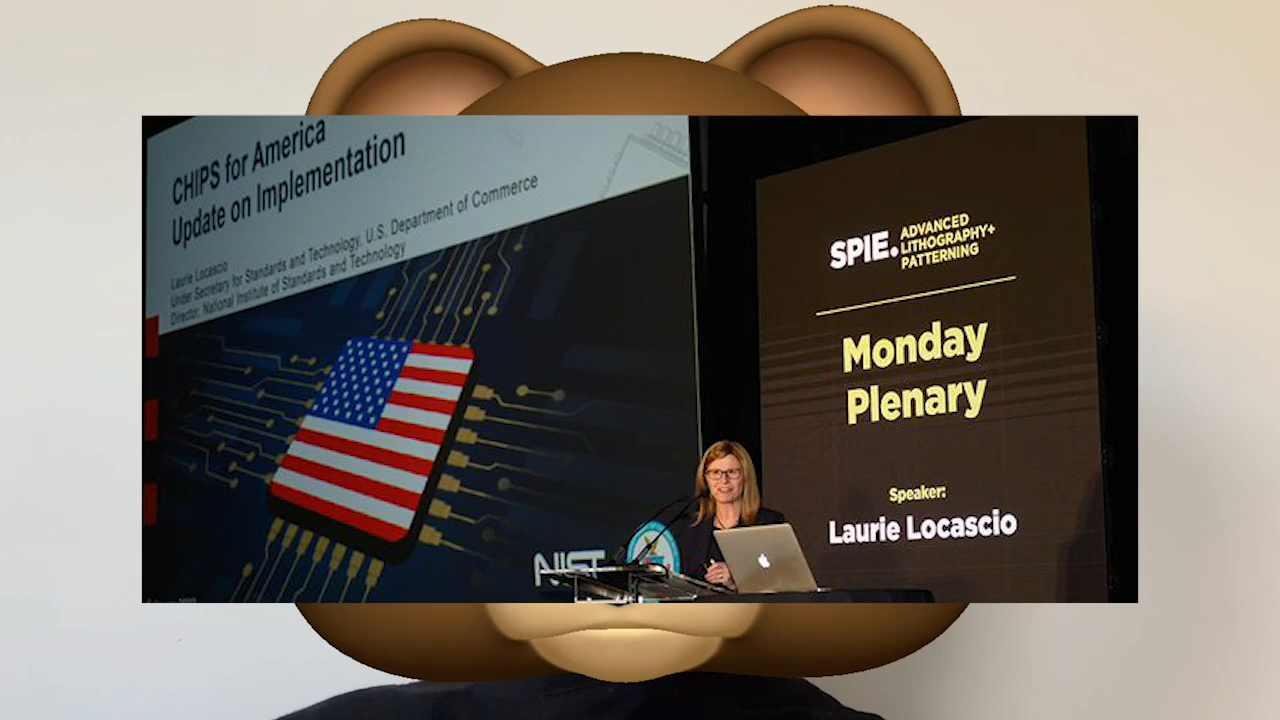 CHIPS for America
Update on Implementation
Laurie Locascio
Under Secretary for Standards and Technology, U.S. Department of Commerce
Director, National Institute of Standards and Technology
NIST
SPIE. ADVANCED
LITHOGRAPHY+
PATTERNING
Monday
Plenary
Speaker:
Laurie Locascio